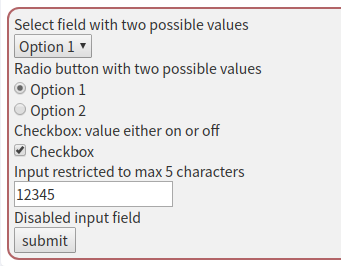 Select field with two possible values
Option 1
Radio button with two possible values
Option 1
Option 2
Checkbox: value either on or off
Checkbox
Input restricted to max 5 characters
12345
Disabled input field
submit